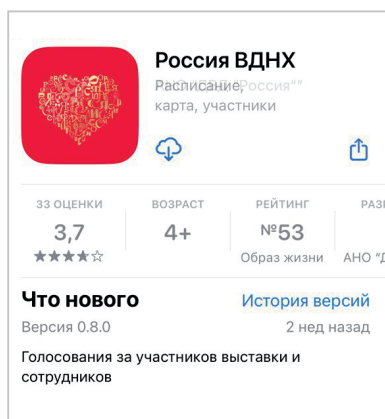 Россия ВДНХ
Расписание,
карта, участники
33 ОЦЕНКИ
ВОЗРАСТ
РЕЙТИНГ
3,7
4+
№53
Образ жизни
АНО "Д
Что нового
История версий
Версия 0.8.0
2 нед назад
Голосования за участников выставки и
сотрудников